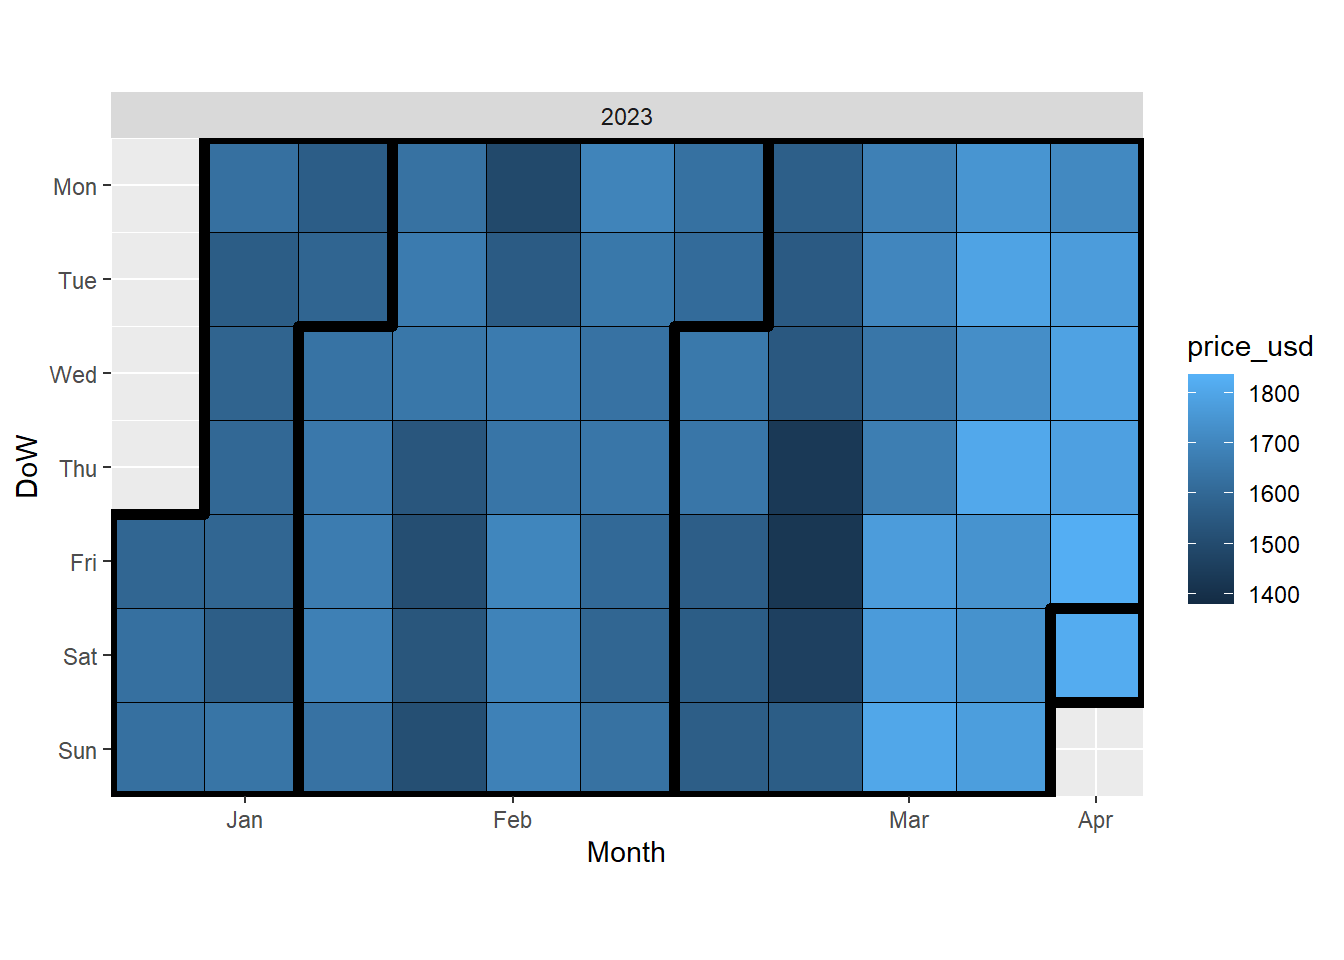 2023
Mon
Tue
Wed
Thu
Fri
Sat
Sun
DoW
Jan Feb Mar Apr
Month
price_usd
1800
1700
1600
1500
1400